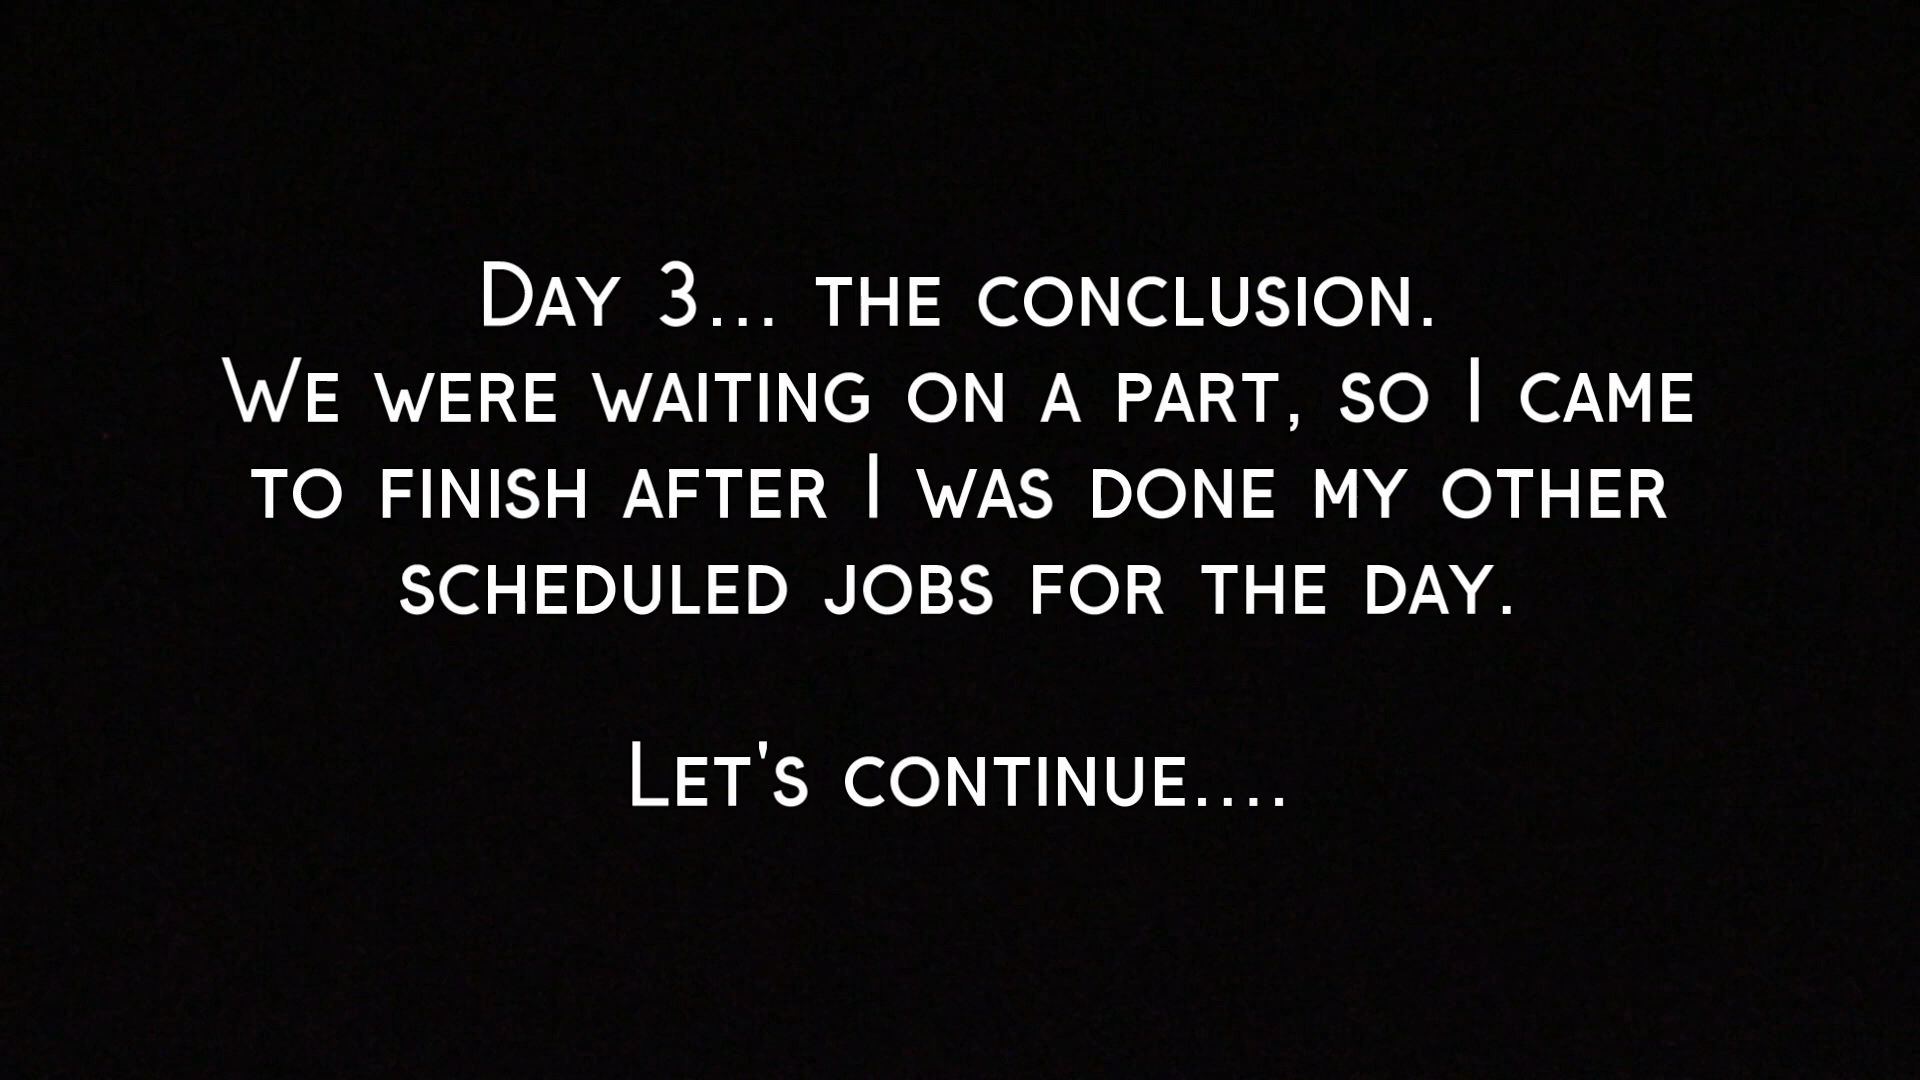 Day 3... the conclusion.
We were waiting on a part, so I came
to finish after I was done my other
scheduled jobs for the day.
Let's continue....